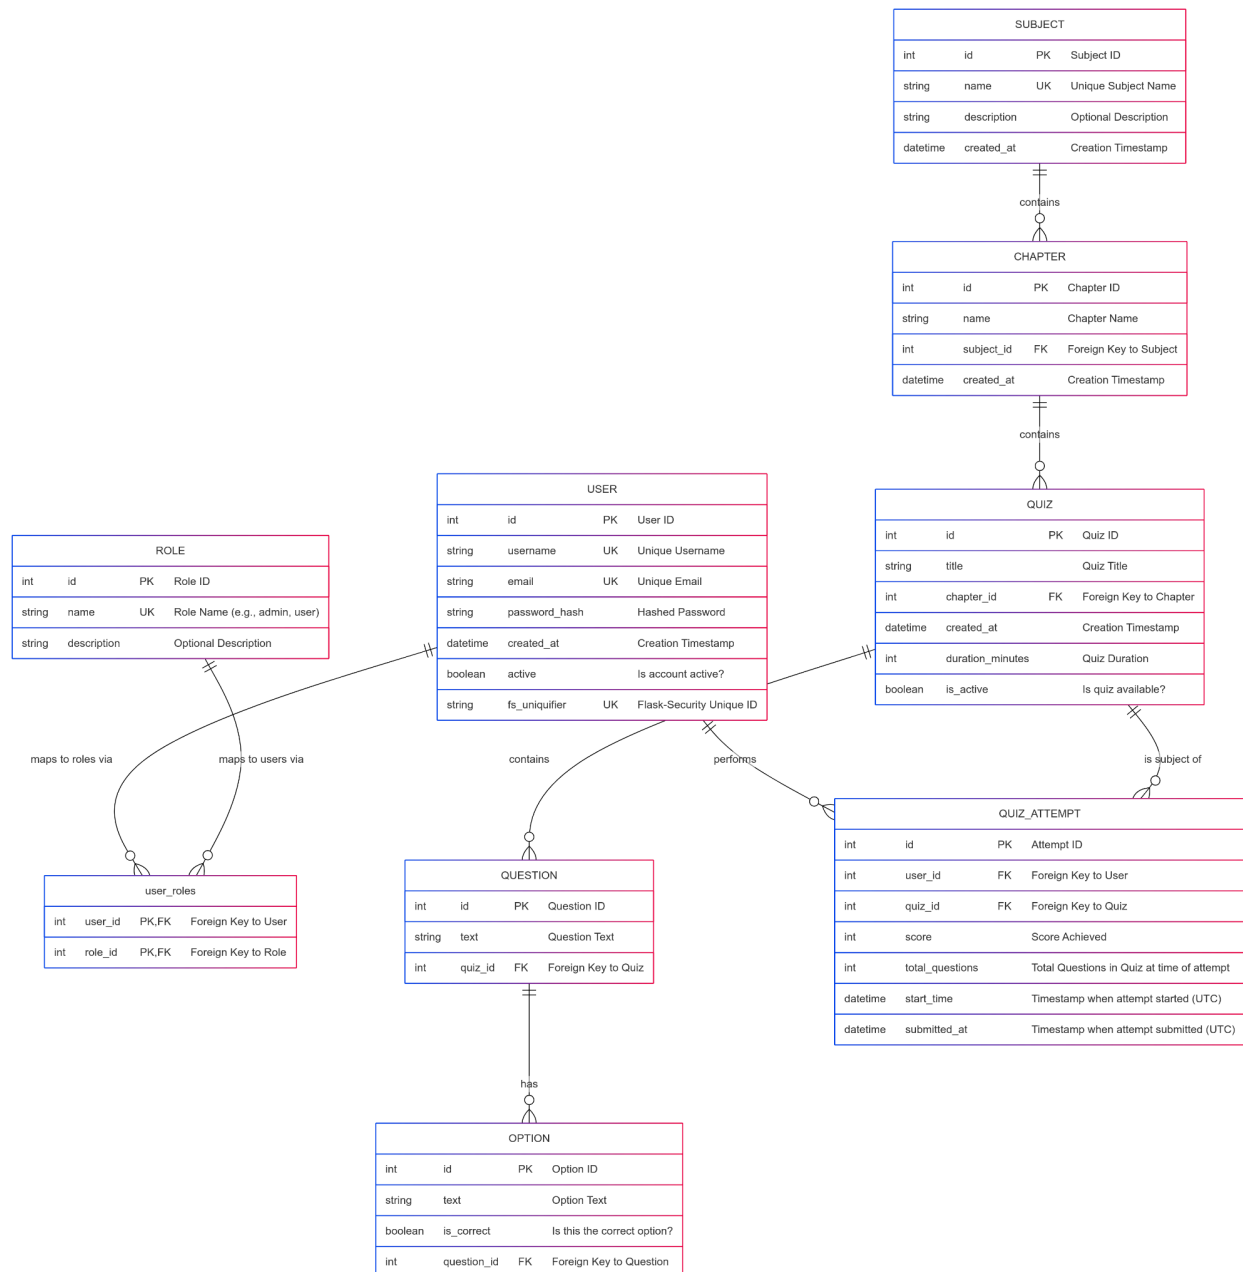 SUBJECT
int id PK Subject ID
string name UK Unique Subject Name
string description Optional Description
datetime created_at Creation Timestamp
contains
CHAPTER
int id PK Chapter ID
string name Chapter Name
int subject_id FK Foreign Key to Subject
datetime created_at Creation Timestamp
contains
USER
int id PK User ID
string username UK Unique Username
string email UK Unique Email
string password_hash Hashed Password
datetime created_at Creation Timestamp
boolean active Is account active?
string fs_uniquifier UK Flask-Security Unique ID
QUIZ
int id PK Quiz ID
string title Quiz Title
int chapter_id FK Foreign Key to Chapter
datetime created_at Creation Timestamp
int duration_minutes Quiz Duration
boolean is_active Is quiz available?
ROLE
int id PK Role ID
string name UK Role Name (e.g., admin, user)
string description Optional Description
maps to roles via
maps to users via
contains
performs
is subject of
user_roles
int user_id PK,FK Foreign Key to User
int role_id PK,FK Foreign Key to Role
QUESTION
int id PK Question ID
string text Question Text
int quiz_id FK Foreign Key to Quiz
QUIZ_ATTEMPT
int id PK Attempt ID
int user_id FK Foreign Key to User
int quiz_id FK Foreign Key to Quiz
int score Score Achieved
int total_questions Total Questions in Quiz at time of attempt
datetime start_time Timestamp when attempt started (UTC)
datetime submitted_at Timestamp when attempt submitted (UTC)
has
OPTION
int id PK Option ID
string text Option Text
boolean is_correct Is this the correct option?
int question_id FK Foreign Key to Question